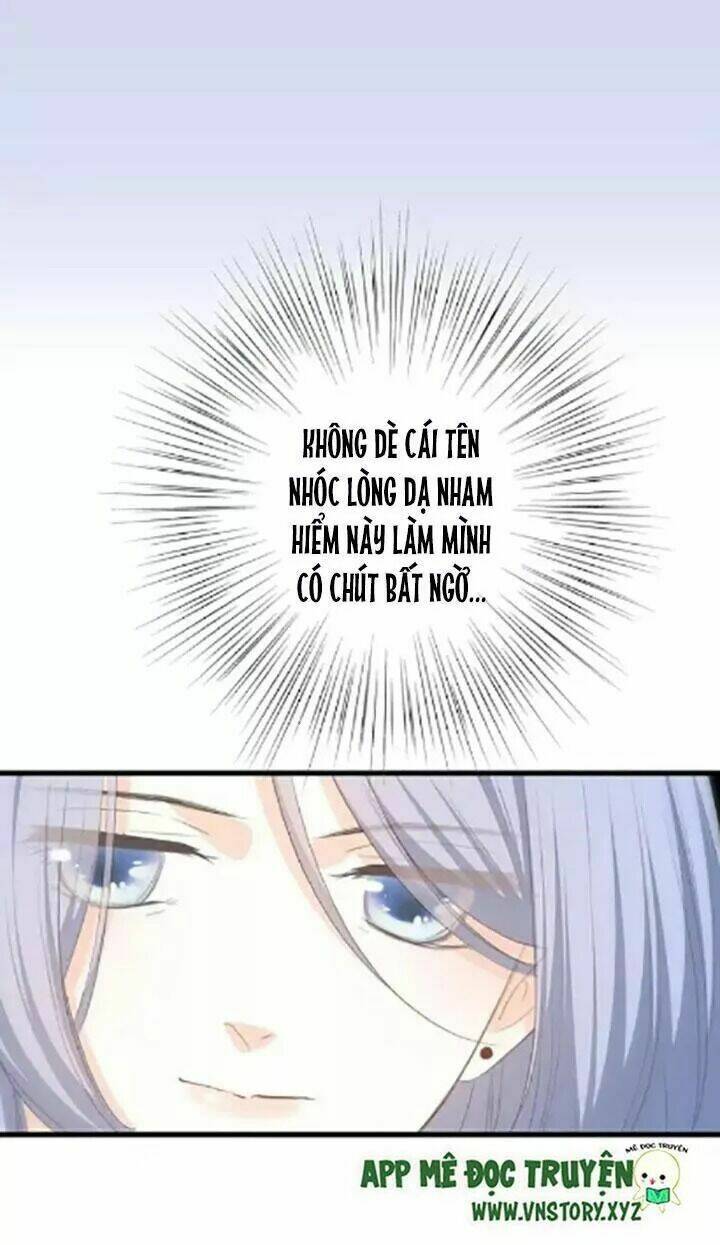 KHÔNG DÈ CÁI TÊN
NHÓC LÒNG DẠ NHAM
HIỂM NÀY LÀM MÌNH
CÓ CHÚT BẤT NGỜ...
MÊ ĐỌC TRUYỆN
APP MÊ ĐỌC TRUYỆN
WWW.VNSTORY.XYZ